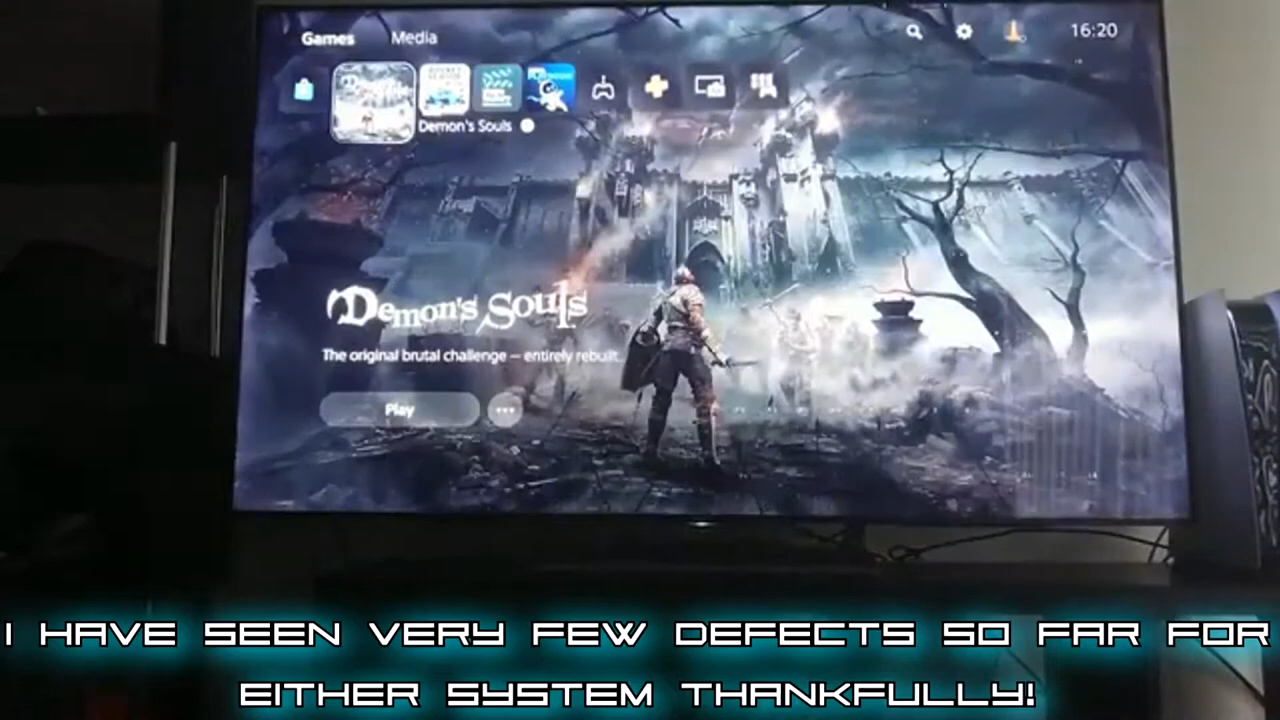 Games Media 16:20
Demon's Souls
Demon's Souls
The original brutal challenge — entirely rebuilt.
Play
I HAVE SEEN VERY FEW DEFECTS SO FAR FOR
EITHER SYSTEM THANKFULLY!